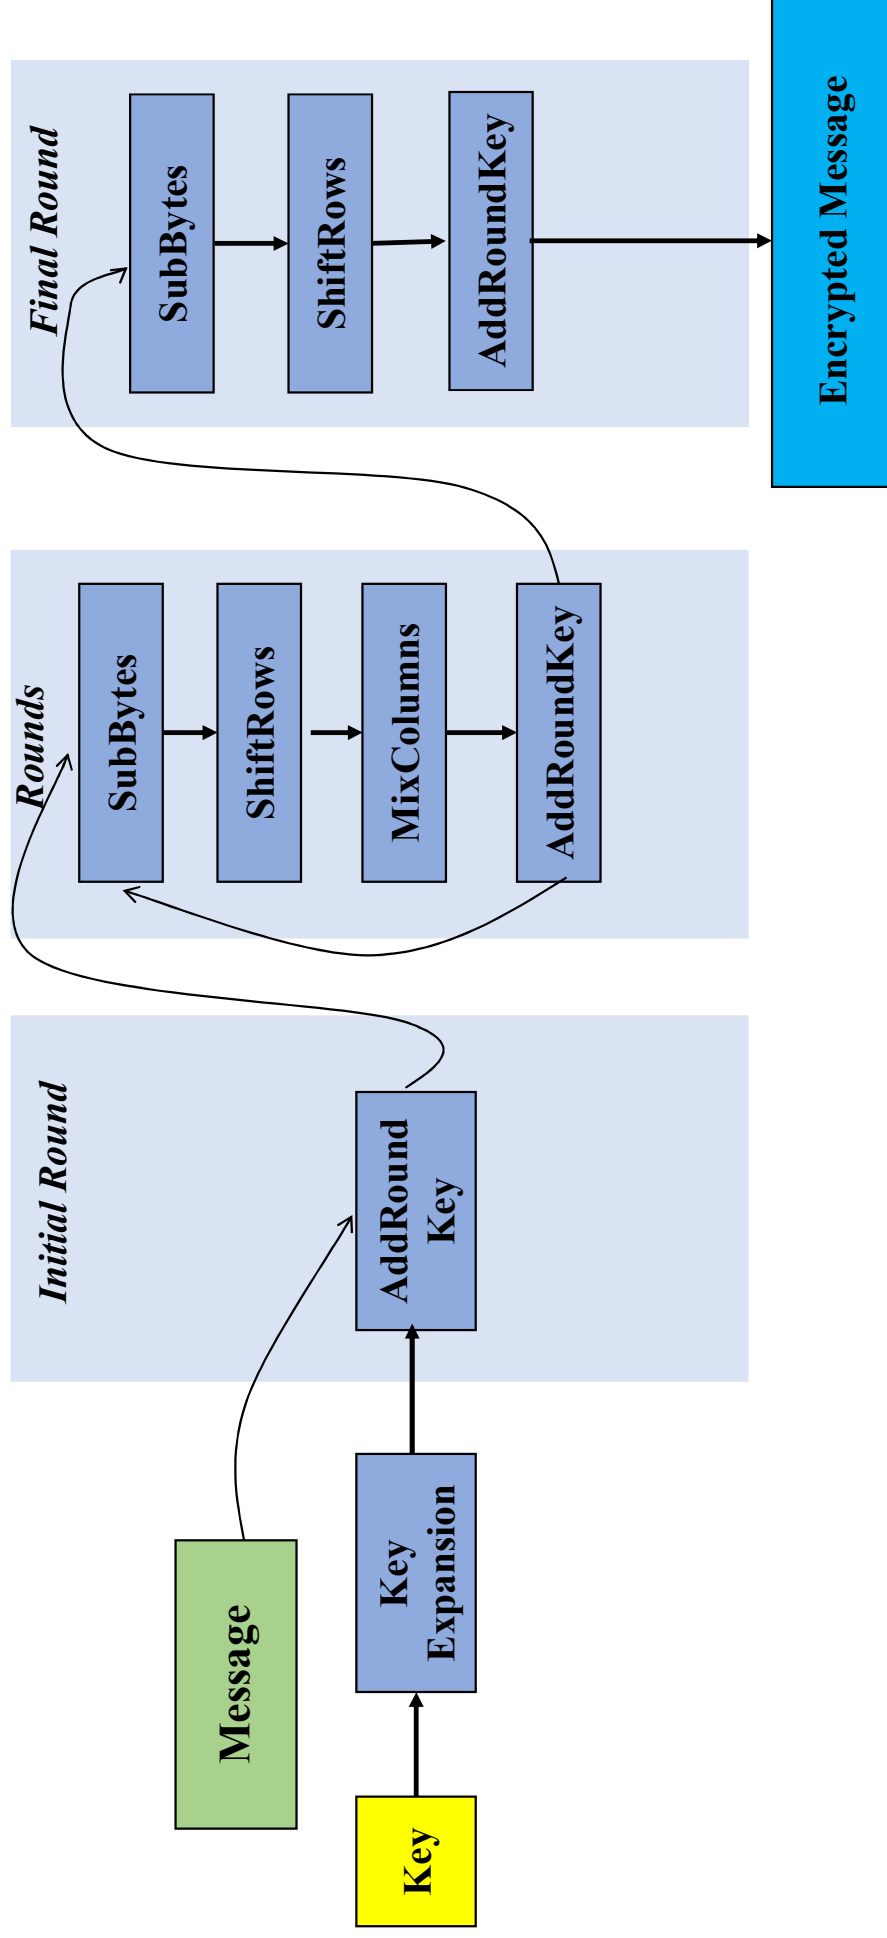 Key
Message
Key
Expansion
Initial Round
AddRound
Key
Rounds
SubBytes
ShiftRows
MixColumns
AddRoundKey
Final Round
SubBytes
ShiftRows
AddRoundKey
Encrypted Message